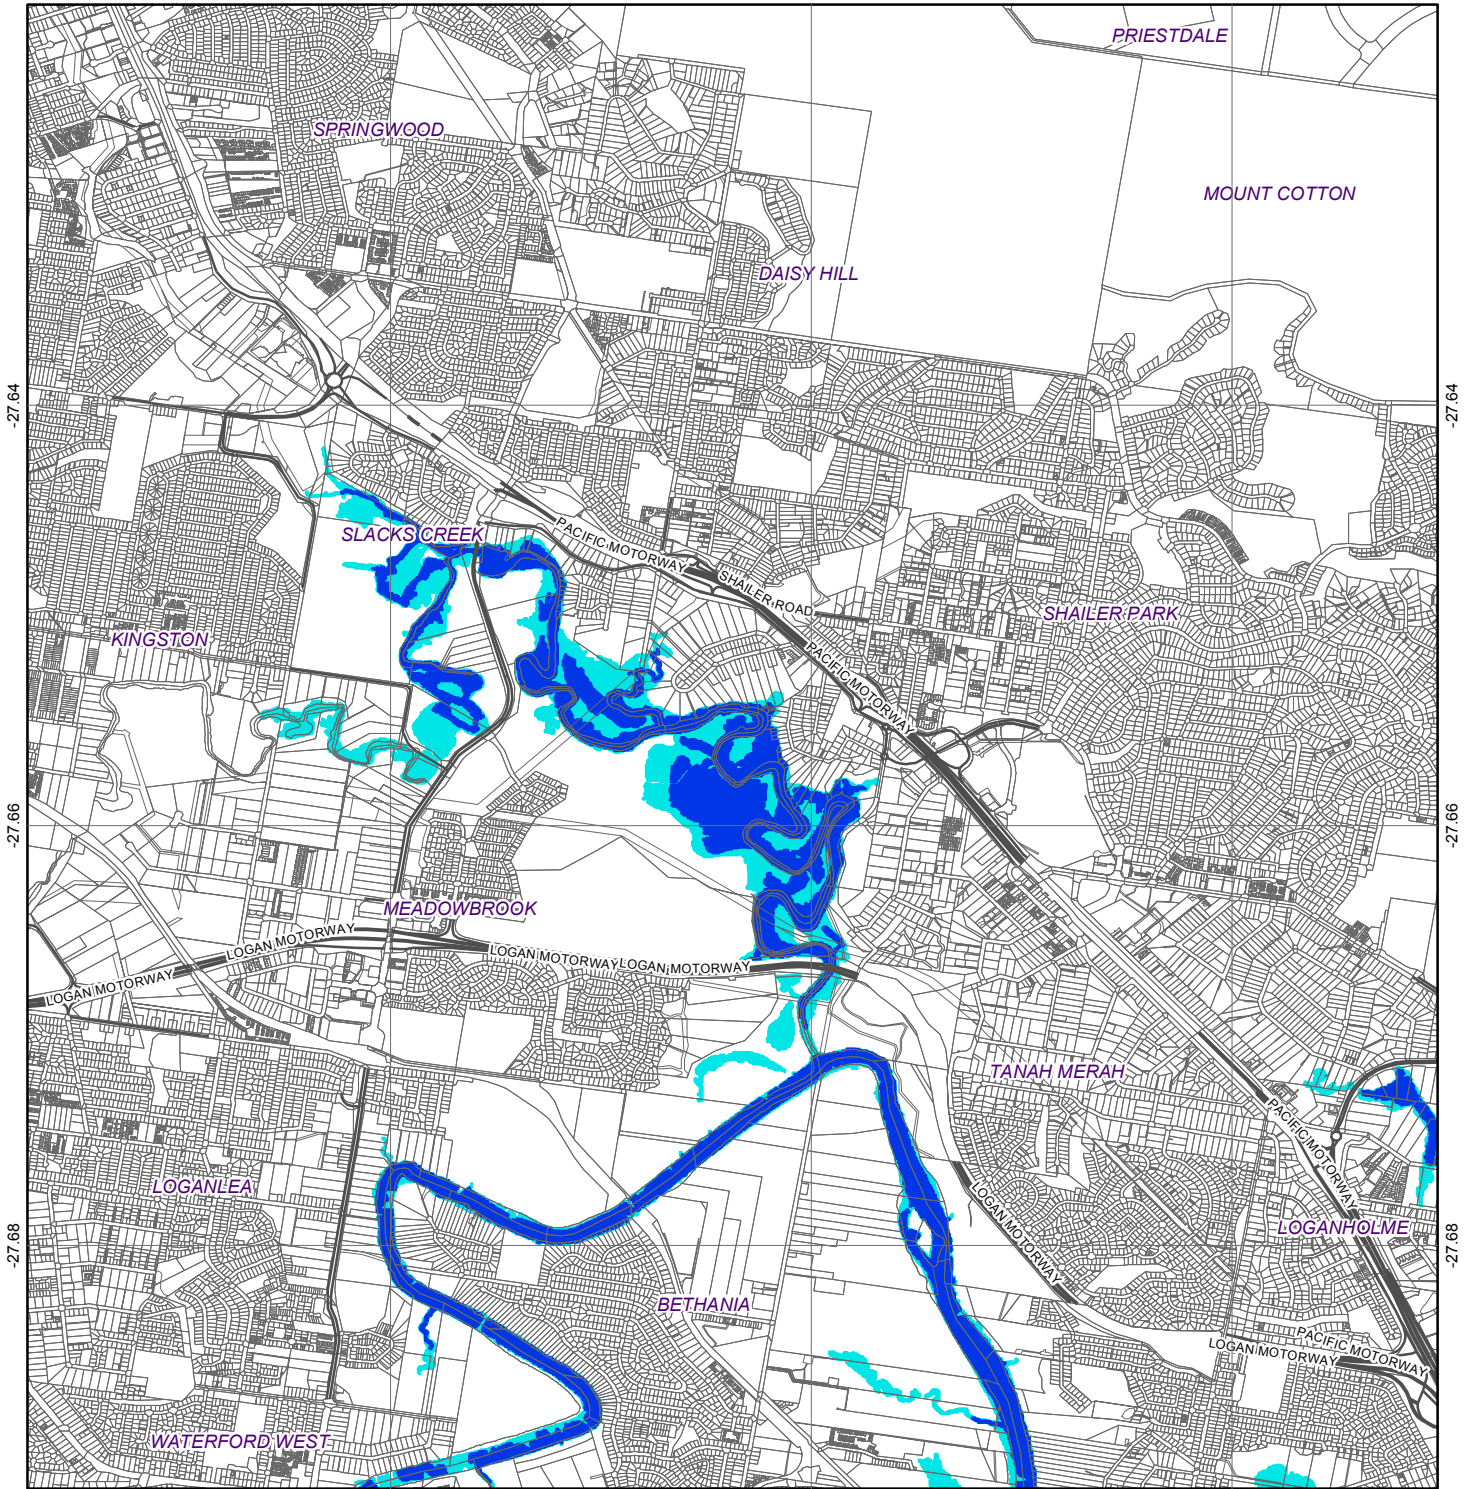 PRIESTDALE
SPRINGWOOD
MOUNT COTTON
DAISY HILL
-27.64
-27.64
SLACKS CREEK
PACIFIC MOTORWAY
SHAILER ROAD
SHAILER PARK
KINGSTON
PACIFIC MOTORWAY
-27.66
-27.66
MEADOWBROOK
LOGAN MOTORWAY
LOGAN MOTORWAY
LOGAN MOTORWAY
LOGAN MOTORWAY
TANAH MERAH
PACIFIC MOTORWAY
LOGANLEA
LOGAN MOTORWAY
LOGANHOLME
-27.68
-27.68
BETHANIA
PACIFIC MOTORWAY
LOGAN MOTORWAY
WATERFORD WEST